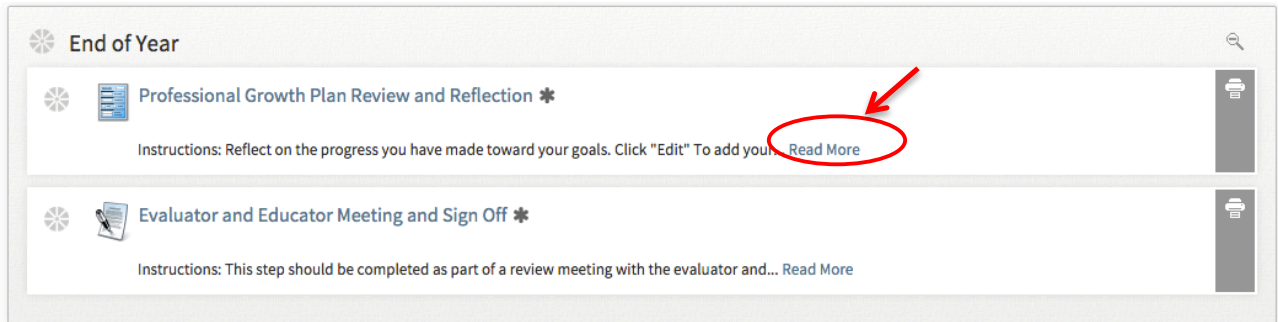 End of Year
Professional Growth Plan Review and Reflection ✱
Instructions: Reflect on the progress you have made toward your goals. Click "Edit" To add your... Read More
Evaluator and Educator Meeting and Sign Off ✱
Instructions: This step should be completed as part of a review meeting with the evaluator and... Read More